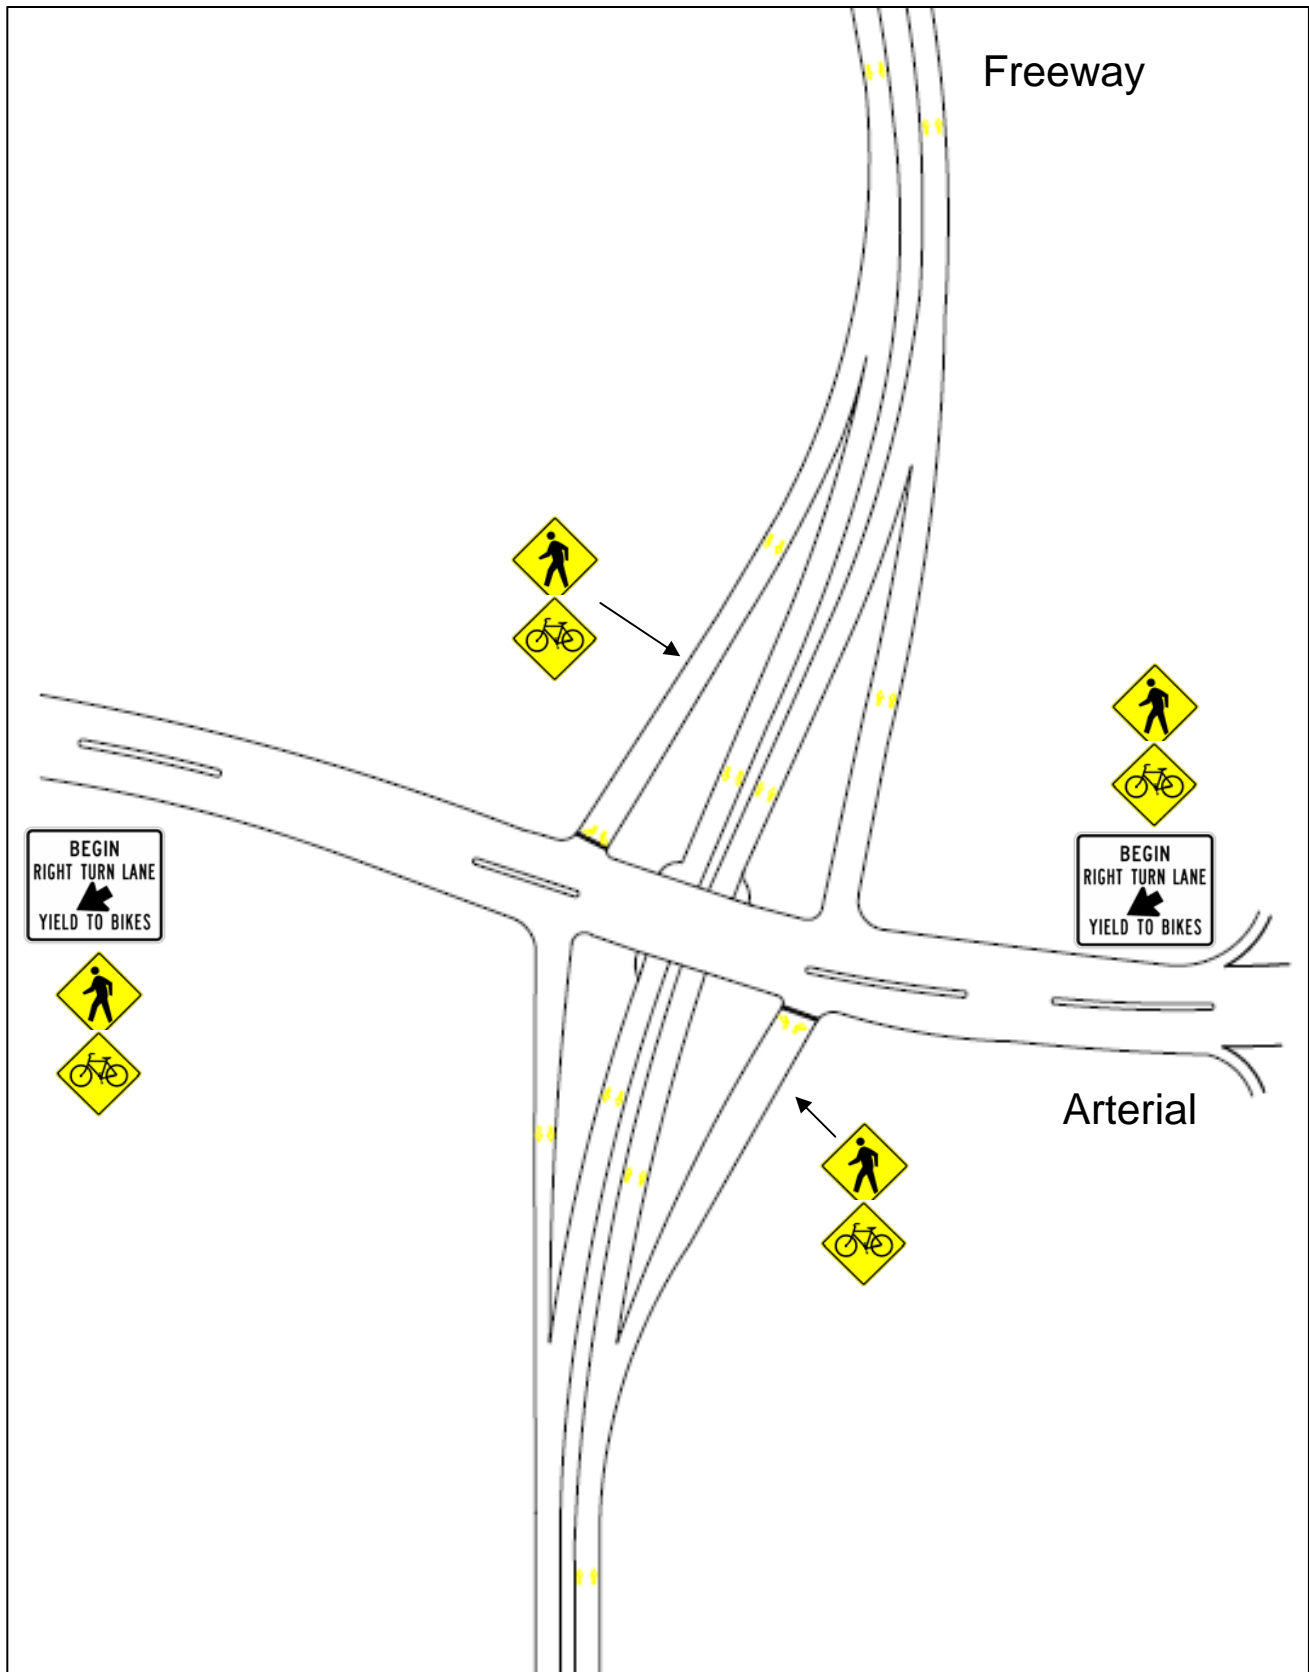 Freeway
BEGIN
RIGHT TURN LANE
YIELD TO BIKES
BEGIN
RIGHT TURN LANE
YIELD TO BIKES
Arterial